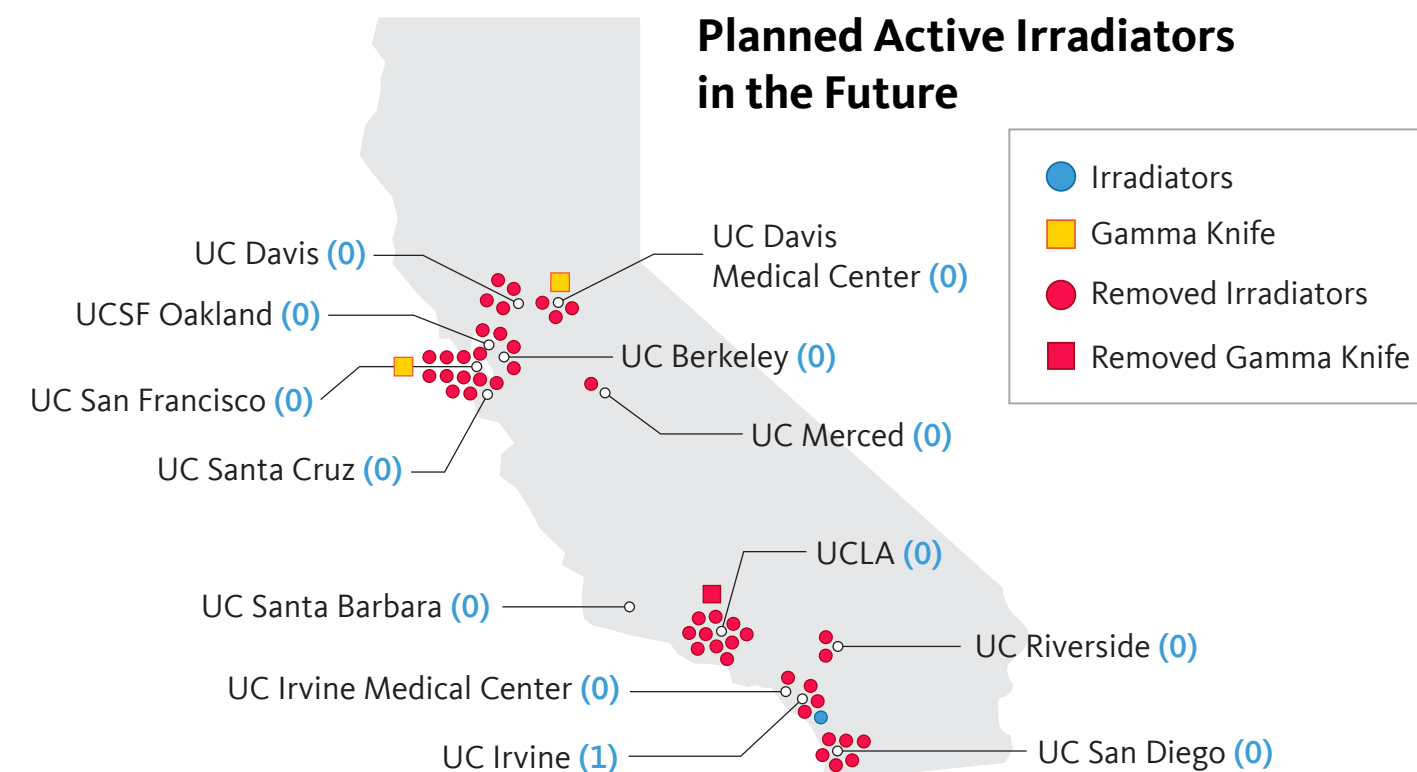 Planned Active Irradiators
in the Future
Irradiators
Gamma Knife
Removed Irradiators
Removed Gamma Knife
UC Davis (0)
UC Davis
Medical Center (0)
UCSF Oakland (0)
UC Berkeley (0)
UC San Francisco (0)
UC Merced (0)
UC Santa Cruz (0)
UCLA (0)
UC Santa Barbara (0)
UC Riverside (0)
UC Irvine Medical Center (0)
UC Irvine (1)
UC San Diego (0)